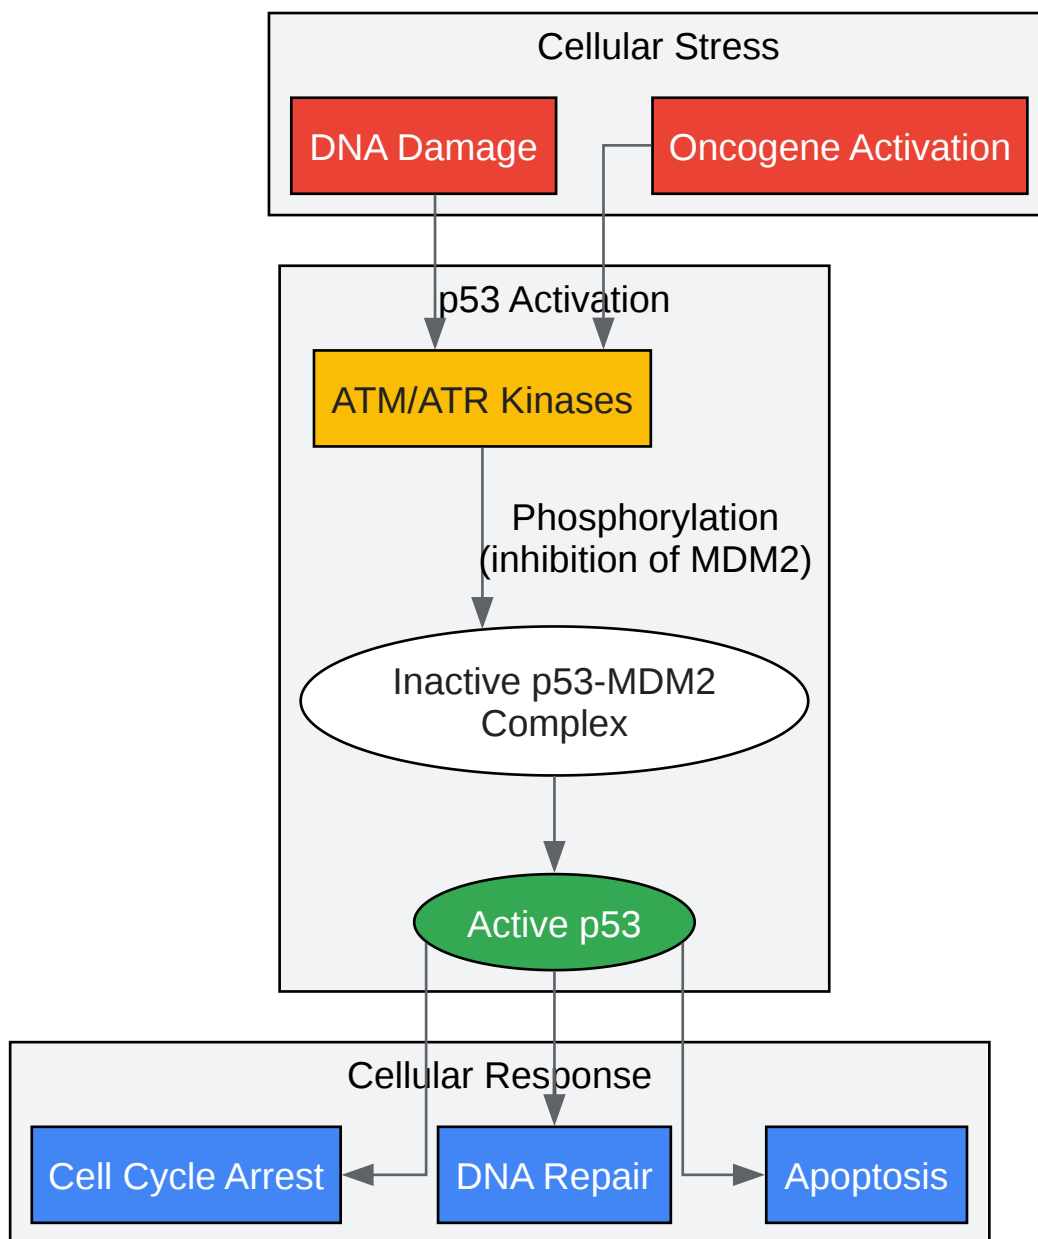 Cellular Stress
DNA Damage
Oncogene Activation
p53 Activation
ATM/ATR Kinases
Phosphorylation
(inhibition of MDM2)
Inactive p53-MDM2
Complex
Active p53
Cellular Response
Cell Cycle Arrest
DNA Repair
Apoptosis